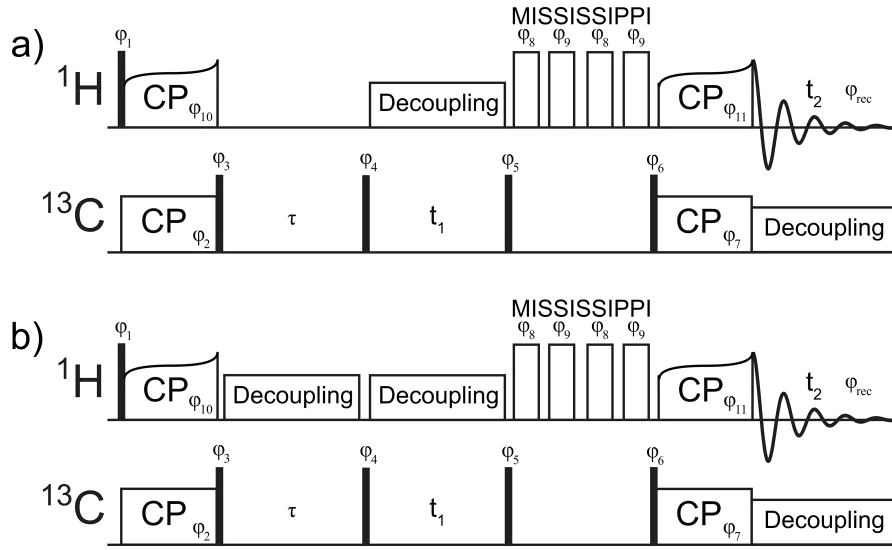 a)
MISSISSIPPI
φ1 φ8 φ9 φ8 φ9
¹H CPφ10 Decoupling CPφ11 t2 φrec
φ3 φ4 φ5 φ6
¹³C CPφ2 τ t1 CPφ7 Decoupling
b)
MISSISSIPPI
φ1 φ8 φ9 φ8 φ9
¹H CPφ10 Decoupling Decoupling CPφ11 t2 φrec
φ3 φ4 φ5 φ6
¹³C CPφ2 τ t1 CPφ7 Decoupling